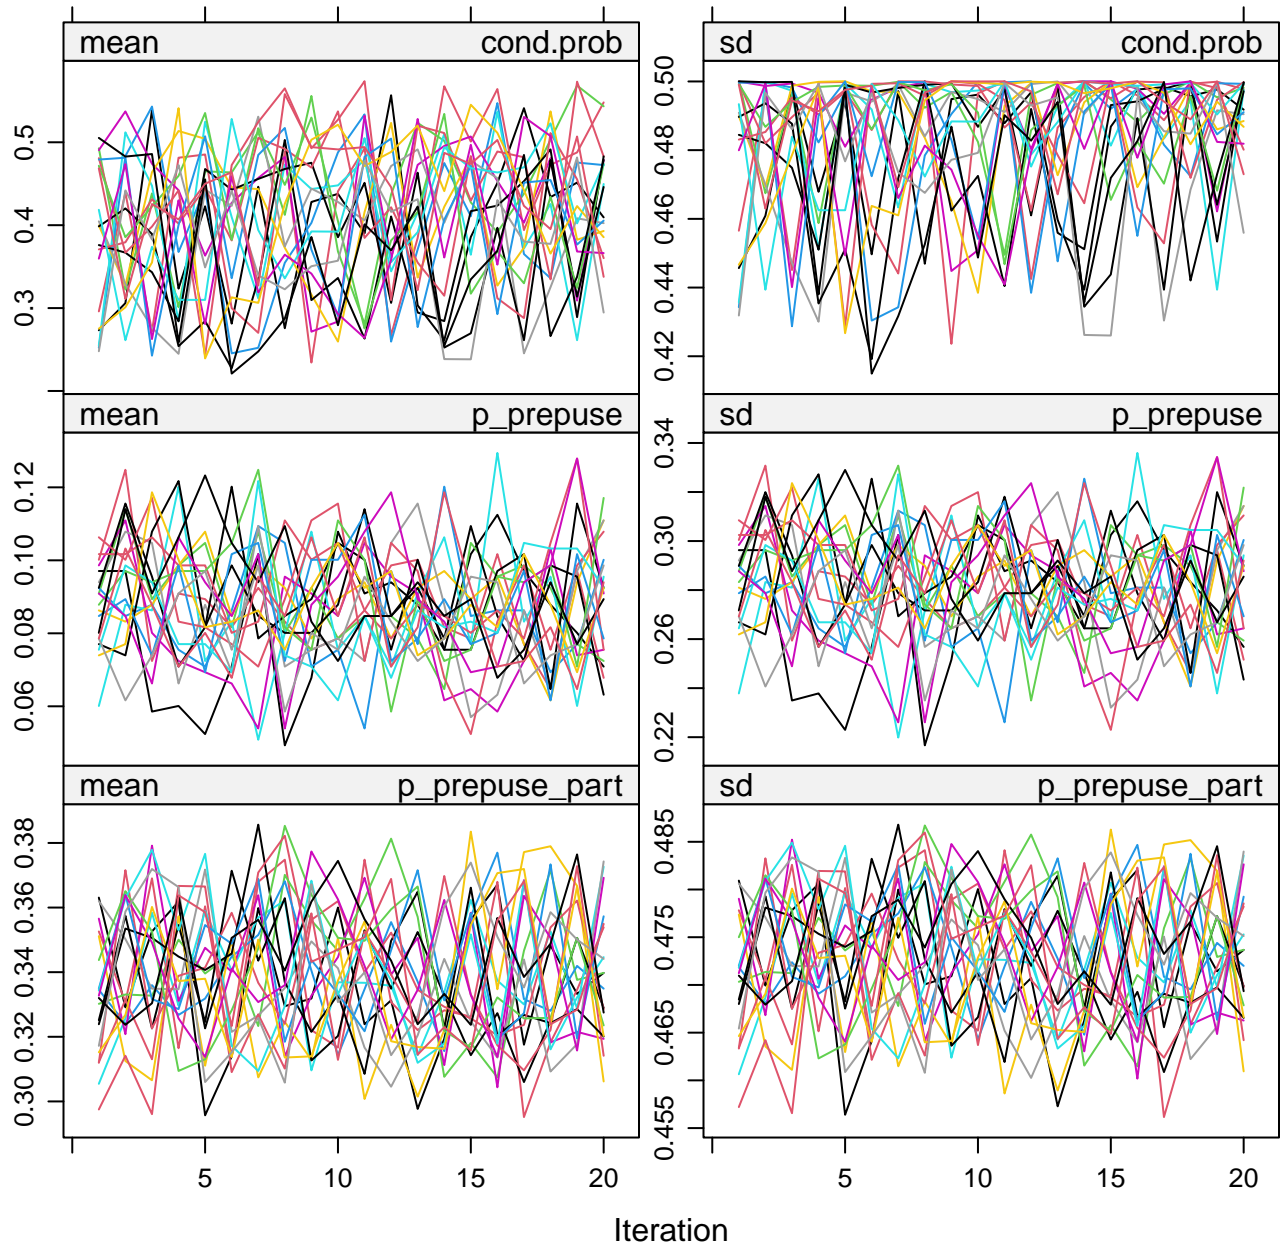 mean cond.prob sd cond.prob
0.5 0.50
0.48
0.4 0.46
0.3 0.44
0.42
mean p_prepuse sd p_prepuse
0.12 0.34
0.10 0.30
0.08 0.26
0.06 0.22
mean p_prepuse_part sd p_prepuse_part
0.38 0.485
0.36 0.475
0.34
0.32 0.465
0.30 0.455
5 10 15 20 5 10 15 20
Iteration